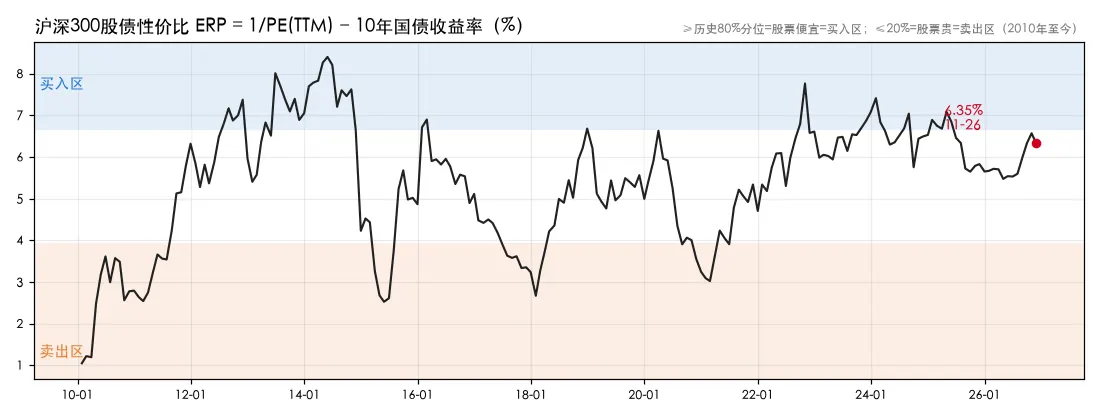 沪深300股债性价比 ERP = 1/PE(TTM) − 10年国债收益率（%）
≥历史80%分位=股票便宜=买入区；≤20%=股票贵=卖出区（2010年至今）
8
买入区
7
6.35%
11-26
6
5
4
3
2
卖出区
1
10-01 12-01 14-01 16-01 18-01 20-01 22-01 24-01 26-01